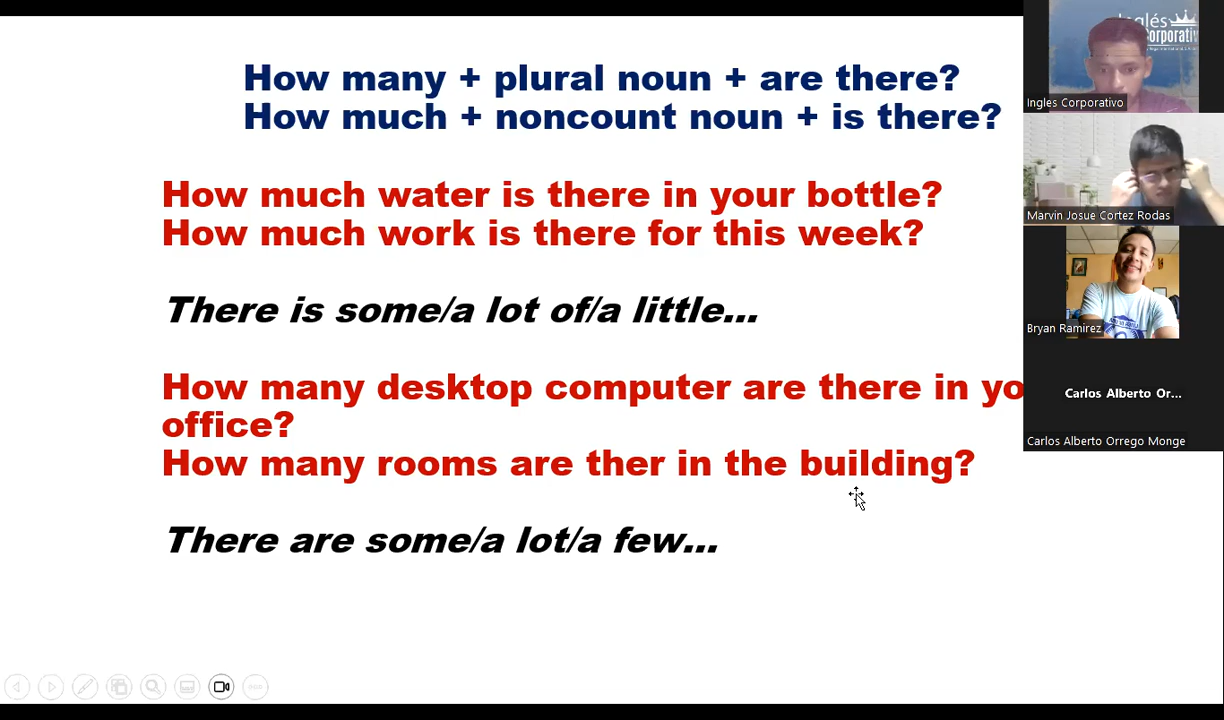 How many + plural noun + are there?
How much + noncount noun + is there?
How much water is there in your bottle?
How much work is there for this week?
There is some/a lot of/a little...
How many desktop computer are there in yo
office?
How many rooms are ther in the building?
There are some/a lot/a few...
Inglés
Corporativ
Ingles Corporativo
Marvin Josue Cortez Rodas
Bryan Ramirez
Carlos Alberto Or...
Carlos Alberto Orrego Monge